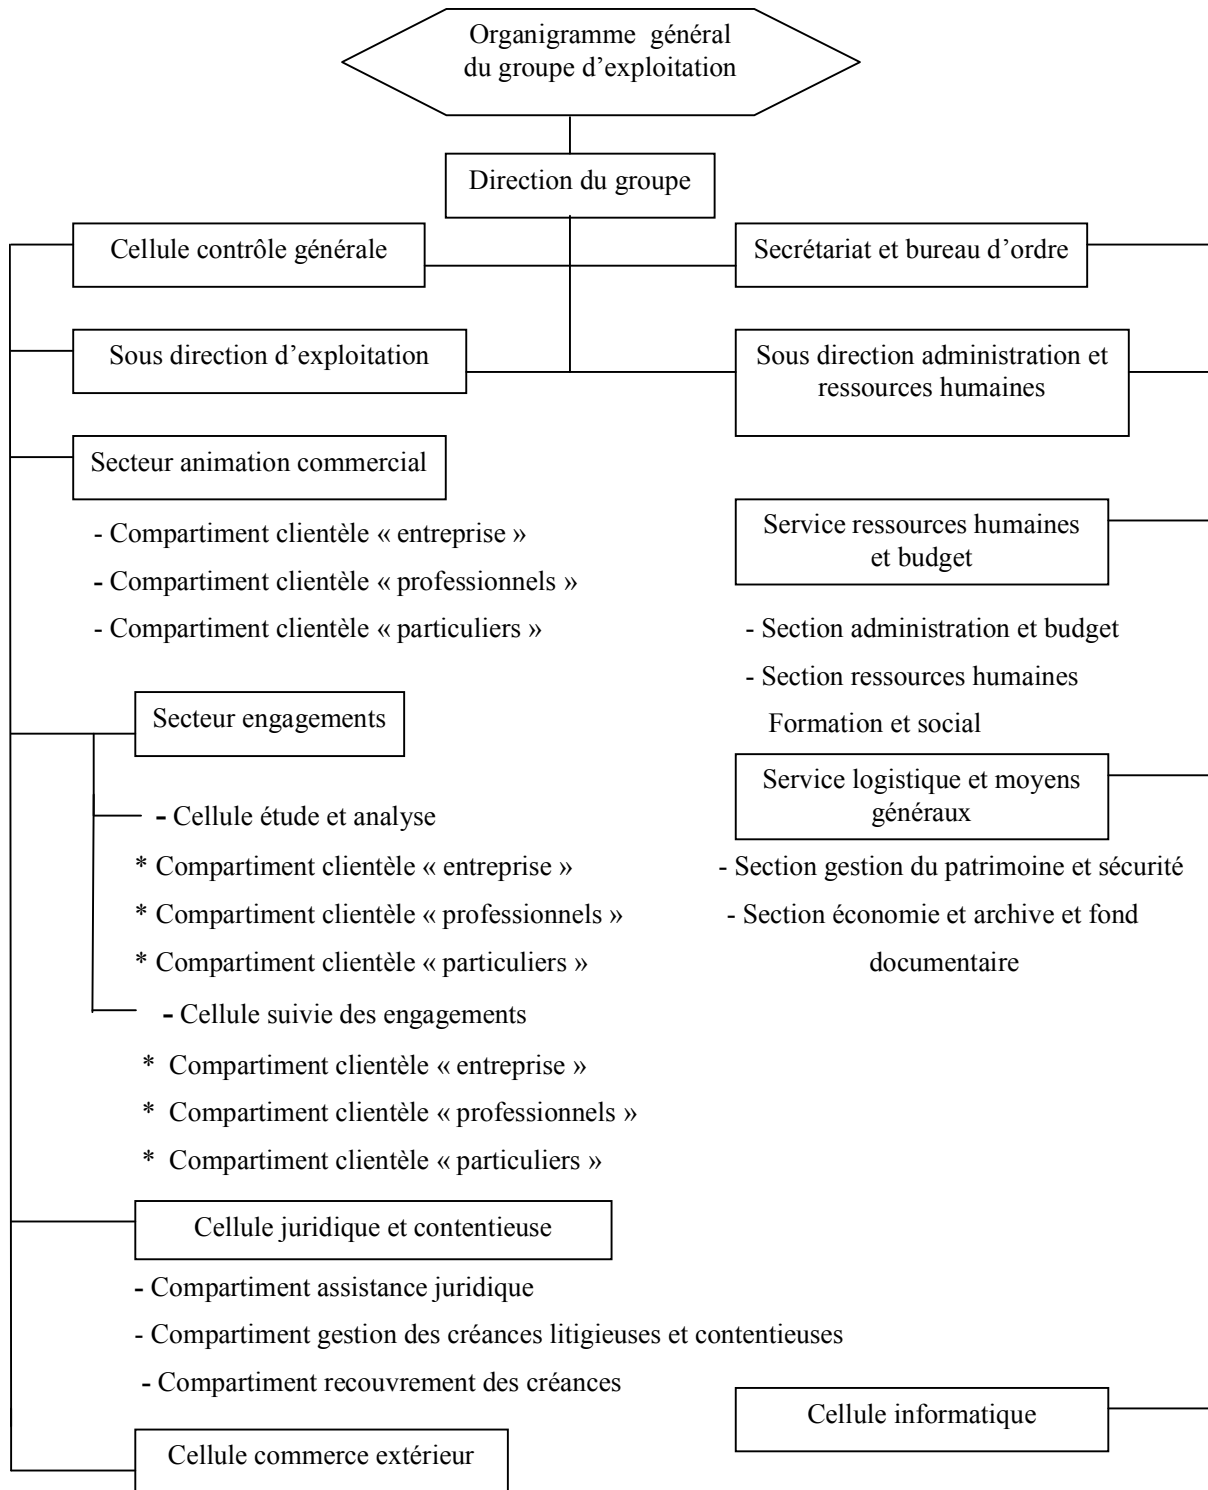 Organigramme général
du groupe d’exploitation
Direction du groupe
Cellule contrôle générale
Secrétariat et bureau d’ordre
Sous direction d’exploitation
Sous direction administration et
ressources humaines
Secteur animation commercial
- Compartiment clientèle « entreprise »
- Compartiment clientèle « professionnels »
- Compartiment clientèle « particuliers »
Service ressources humaines
et budget
- Section administration et budget
- Section ressources humaines
Formation et social
Secteur engagements
- Cellule étude et analyse
* Compartiment clientèle « entreprise »
* Compartiment clientèle « professionnels »
* Compartiment clientèle « particuliers »
- Cellule suivie des engagements
* Compartiment clientèle « entreprise »
* Compartiment clientèle « professionnels »
* Compartiment clientèle « particuliers »
Service logistique et moyens
généraux
- Section gestion du patrimoine et sécurité
- Section économie et archive et fond
documentaire
Cellule juridique et contentieuse
- Compartiment assistance juridique
- Compartiment gestion des créances litigieuses et contentieuses
- Compartiment recouvrement des créances
Cellule informatique
Cellule commerce extérieur